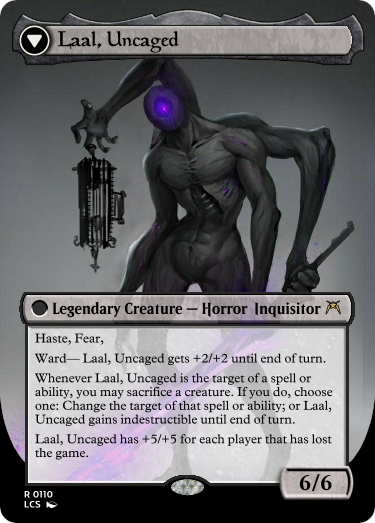 Laal, Uncaged
Legendary Creature — Horror Inquisitor
Haste, Fear,
Ward— Laal, Uncaged gets +2/+2 until end of turn.
Whenever Laal, Uncaged is the target of a spell or
ability, you may sacrifice a creature. If you do, choose
one: Change the target of that spell or ability; or Laal,
Uncaged gains indestructible until end of turn.
Laal, Uncaged has +5/+5 for each player that has lost
the game.
6/6
R 0110
LCS